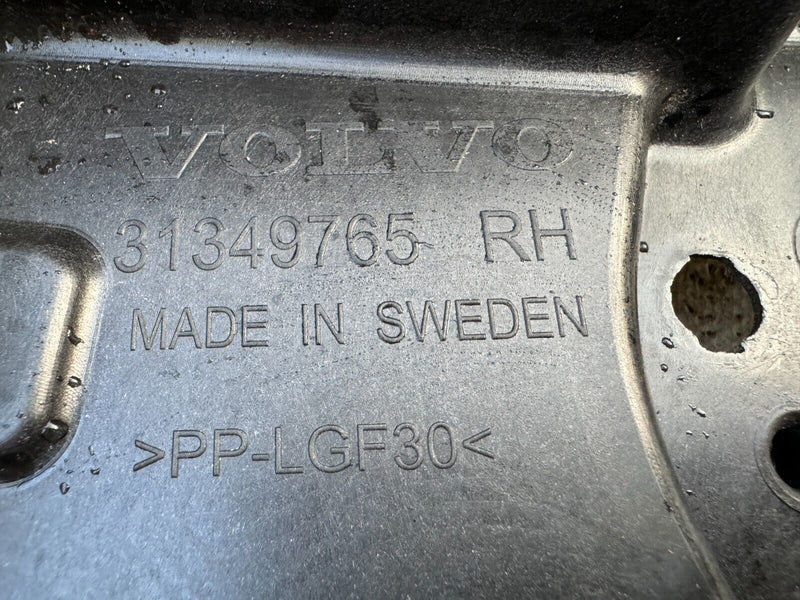 VOLVO
31349765 RH
MADE IN SWEDEN
>PP-LGF30<